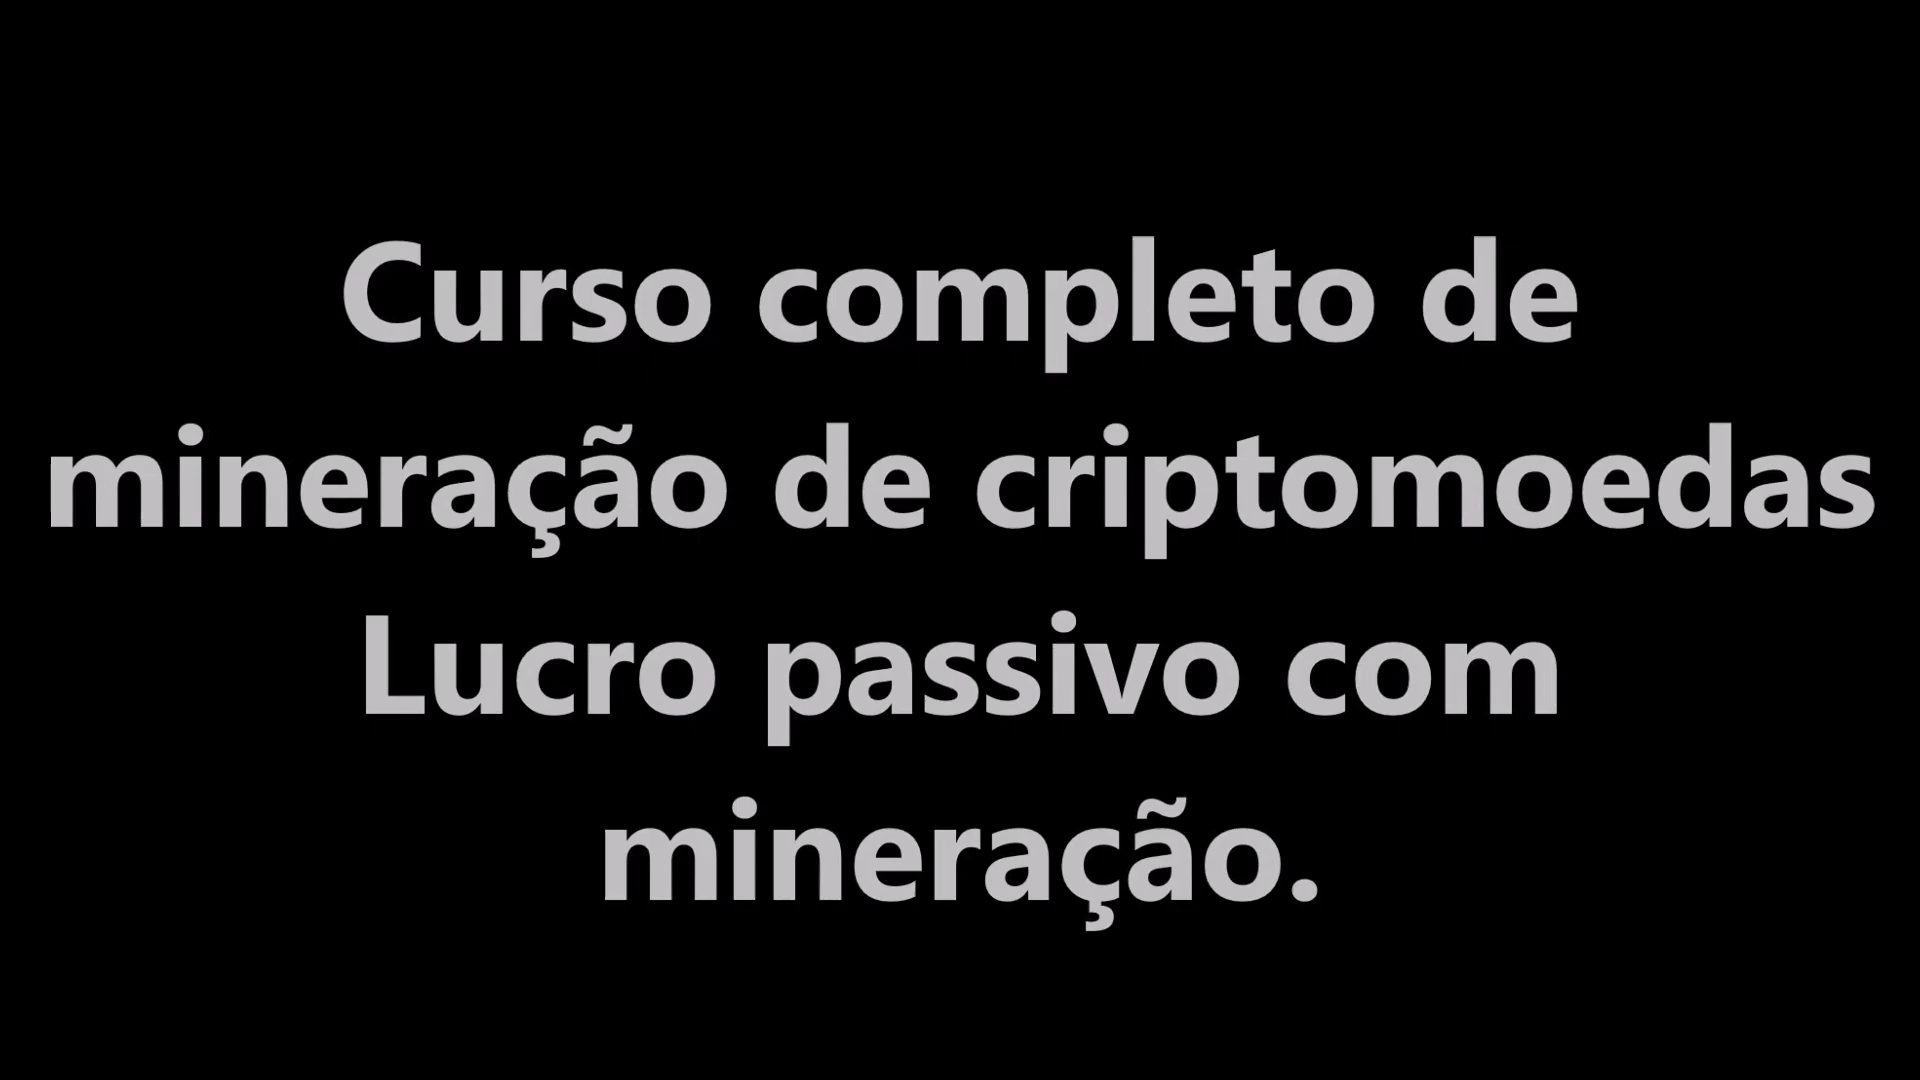 Curso completo de
mineração de criptomoedas
Lucro passivo com
mineração.